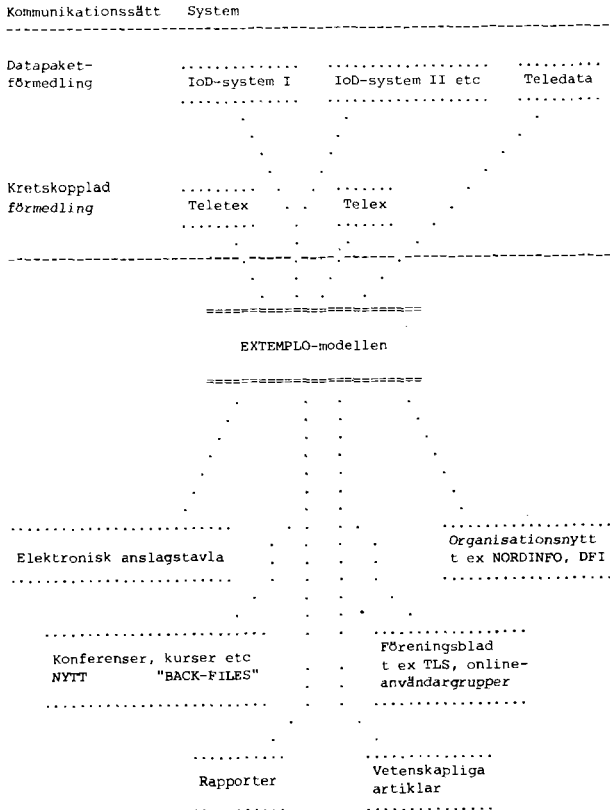 Kommunikationssätt System
Datapaket-
förmedling IoD-system I IoD-system II etc Teledata
Kretskopplad
förmedling Teletex Telex
EXTEMPLO-modellen
Elektronisk anslagstavla
Organisationsnytt
t ex NORDINFO, DFI
Konferenser, kurser etc
NYTT "BACK-FILES"
Föreningsblad
t ex TLS, online-
användargrupper
Rapporter
Vetenskapliga
artiklar